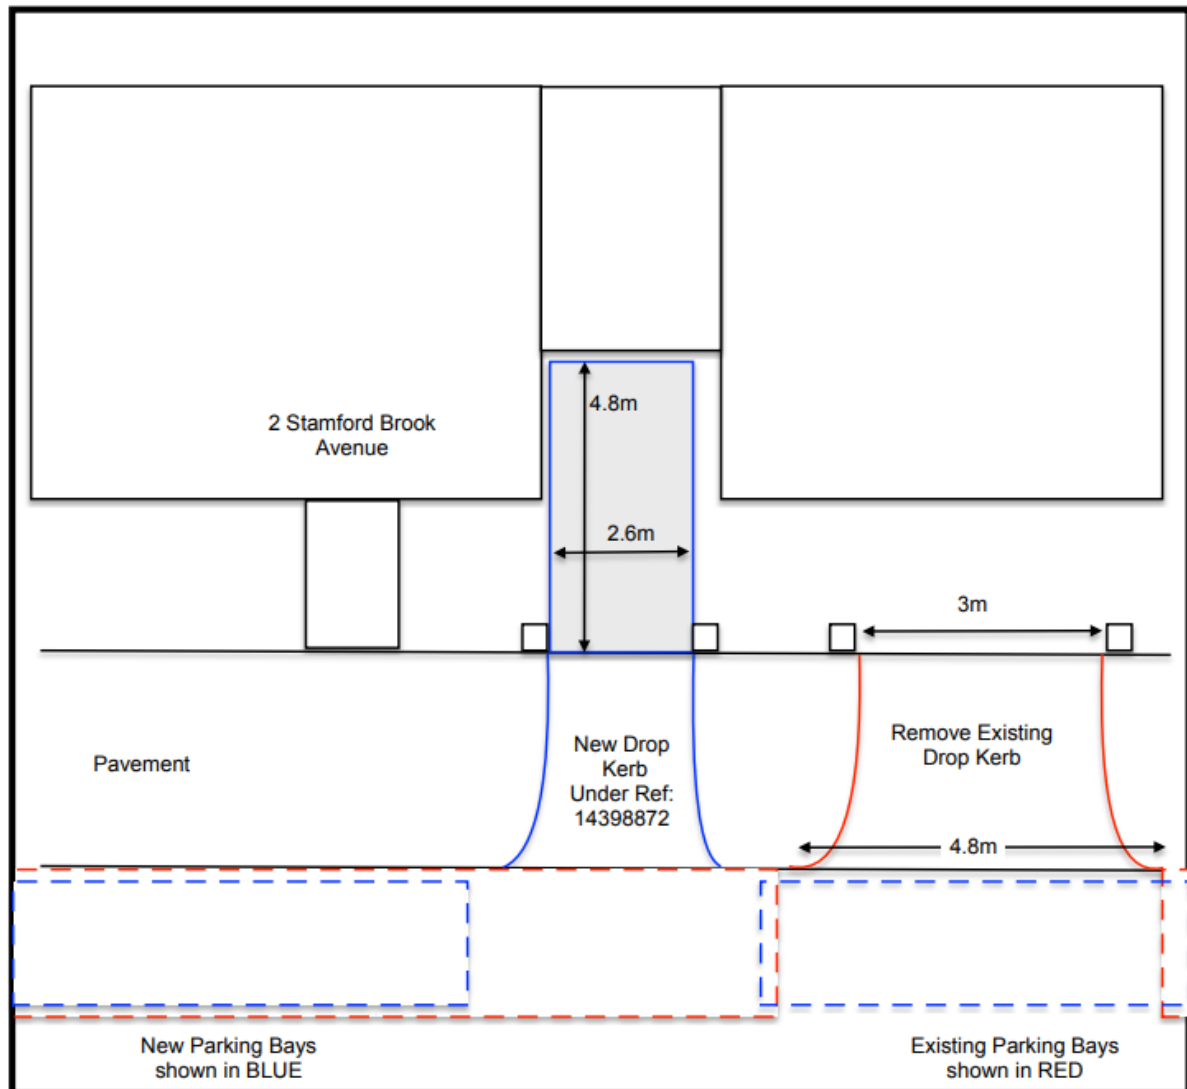 4.8m
2 Stamford Brook
Avenue
2.6m
3m
Pavement
New Drop
Kerb
Under Ref:
14398872
Remove Existing
Drop Kerb
4.8m
New Parking Bays
shown in BLUE
Existing Parking Bays
shown in RED